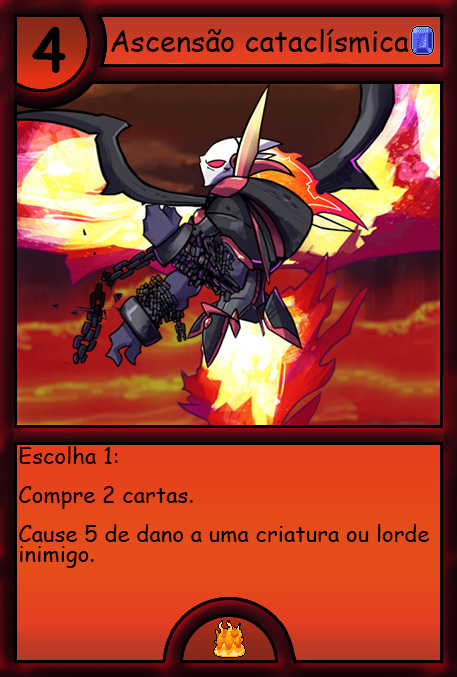 4
Ascensão cataclísmica
Escolha 1:
Compre 2 cartas.
Cause 5 de dano a uma criatura ou lorde
inimigo.